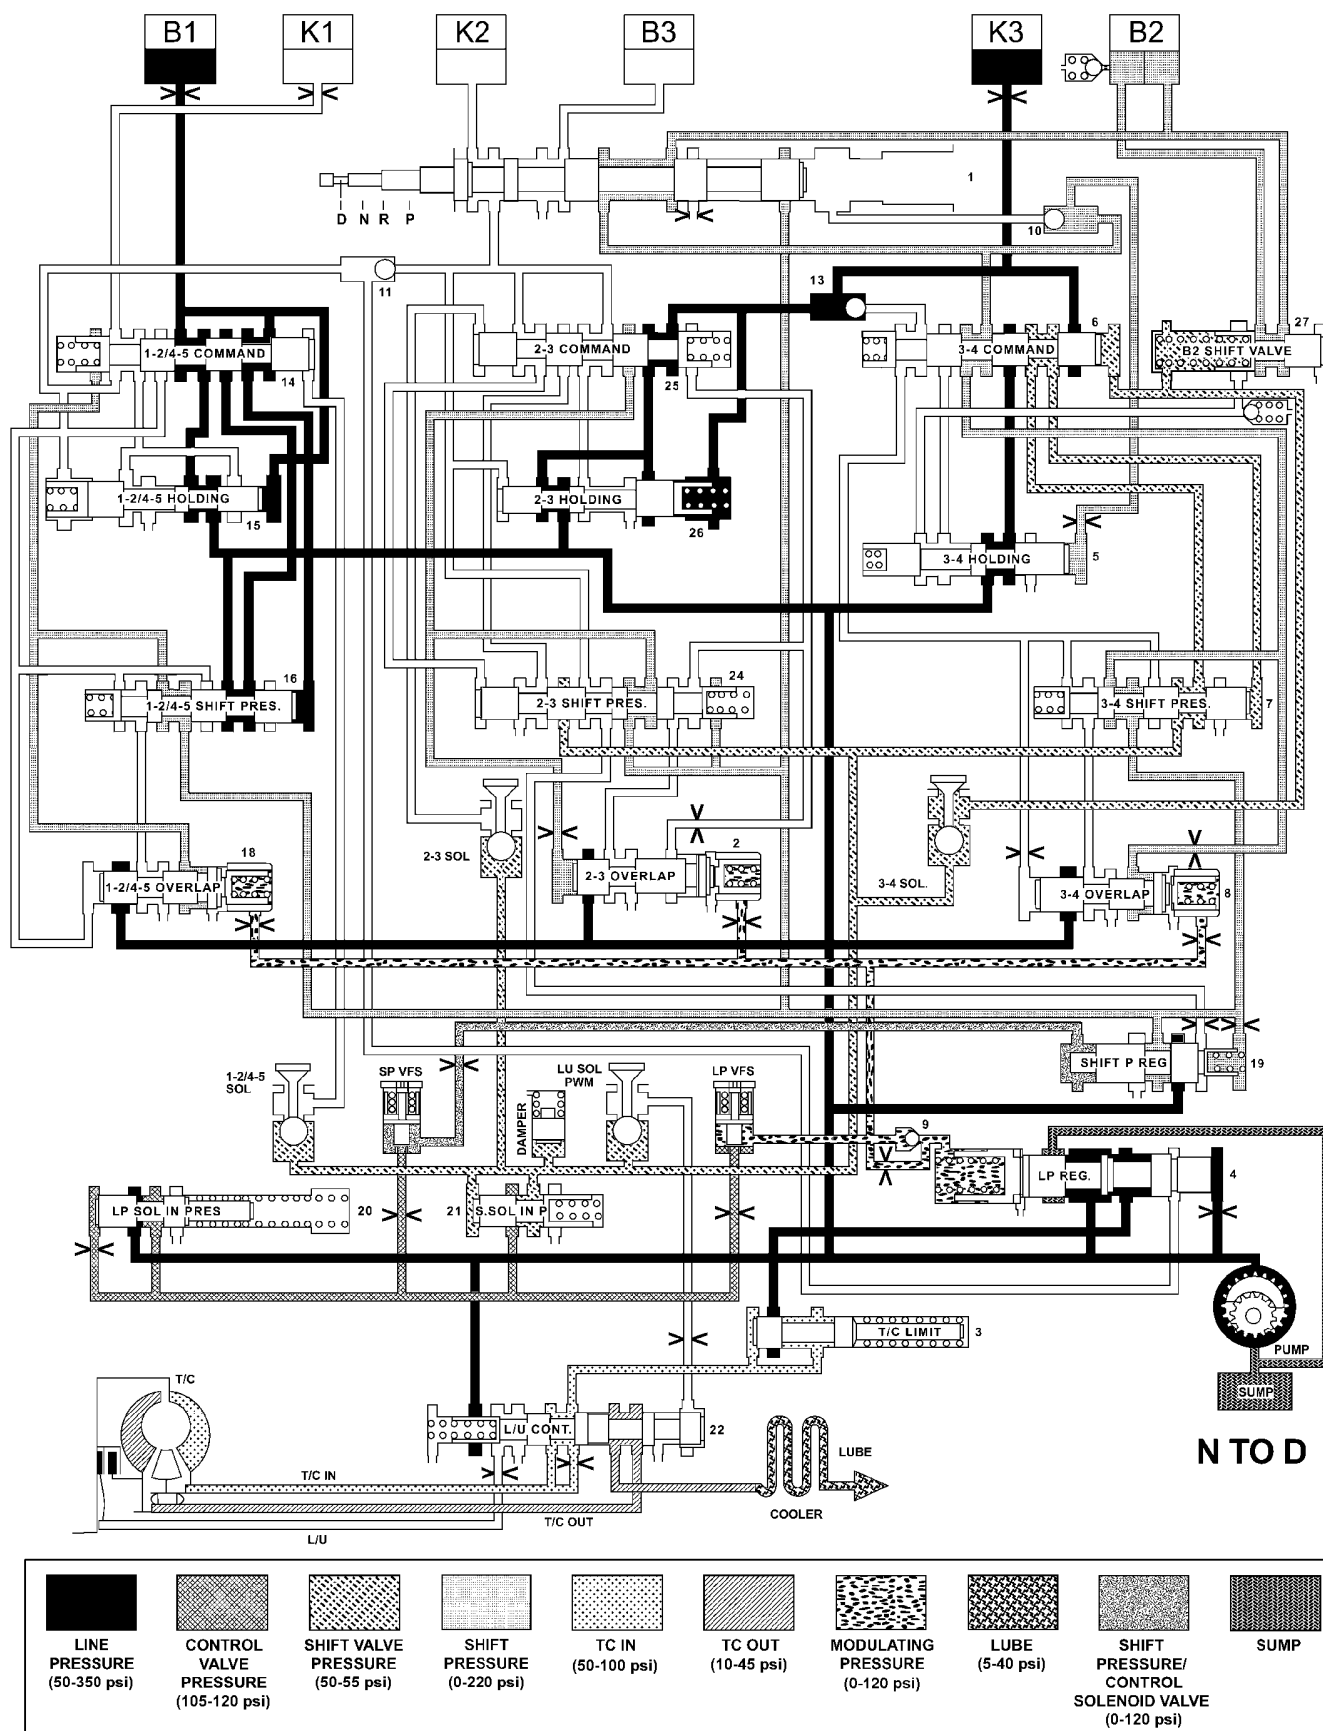 B1
K1
K2
B3
K3
B2
D N R P
1
10
11
13
1-2/4-5 COMMAND
14
2-3 COMMAND
25
3-4 COMMAND
6
27
B2 SHIFT VALVE
1-2/4-5 HOLDING
15
2-3 HOLDING
26
3-4 HOLDING
5
1-2/4-5 SHIFT PRES.
16
2-3 SHIFT PRES.
24
3-4 SHIFT PRES.
7
2-3 SOL
3-4 SOL.
1-2/4-5 OVERLAP
18
2-3 OVERLAP
2
3-4 OVERLAP
8
SHIFT P REG
19
1-2/4-5
SOL
SP VFS
DAMPER
LU SOL
PWM
LP VFS
9
LP REG.
4
LP SOL IN PRES
20
21
S.SOL IN P
T/C LIMIT
3
PUMP
SUMP
T/C
L/U CONT.
22
T/C IN
T/C OUT
L/U
LUBE
COOLER
N TO D
LINE
PRESSURE
(50-350 psi)
CONTROL
VALVE
PRESSURE
(105-120 psi)
SHIFT VALVE
PRESSURE
(50-55 psi)
SHIFT
PRESSURE
(0-220 psi)
TC IN
(50-100 psi)
TC OUT
(10-45 psi)
MODULATING
PRESSURE
(0-120 psi)
LUBE
(5-40 psi)
SHIFT
PRESSURE/
CONTROL
SOLENOID VALVE
(0-120 psi)
SUMP